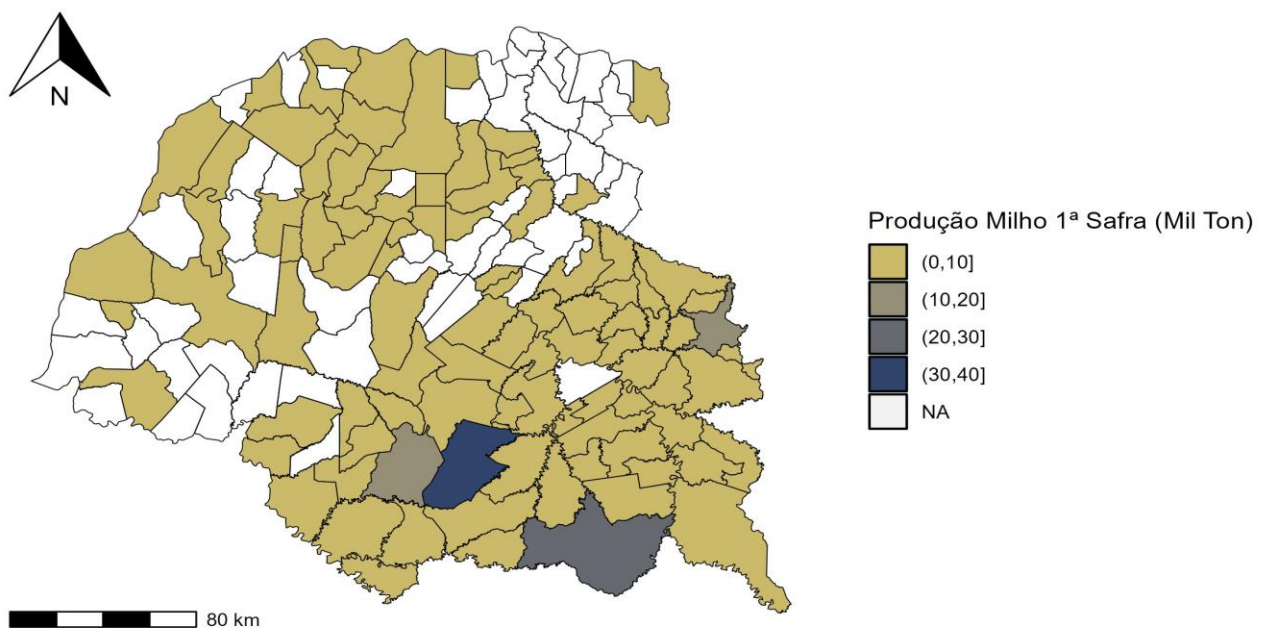 N
Produção Milho 1ª Safra (Mil Ton)
(0,10]
(10,20]
(20,30]
(30,40]
NA
80 km